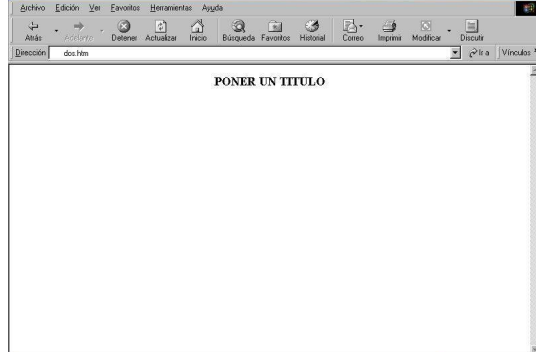 Archivo Edición Ver Favoritos Herramientas Ayuda
Atrás Adelante Detener Actualizar Inicio Búsqueda Favoritos Historial Correo Imprimir Modificar Discutir
Dirección dos.htm Ir a Vínculos
PONER UN TITULO